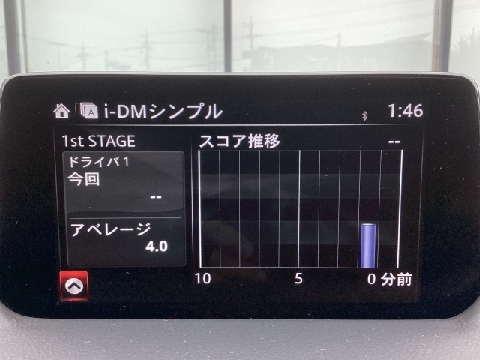 i-DMシンプル 1:46
1st STAGE
ドライバ1
今回
--
アベレージ
4.0
スコア推移 --
10 5 0 分前